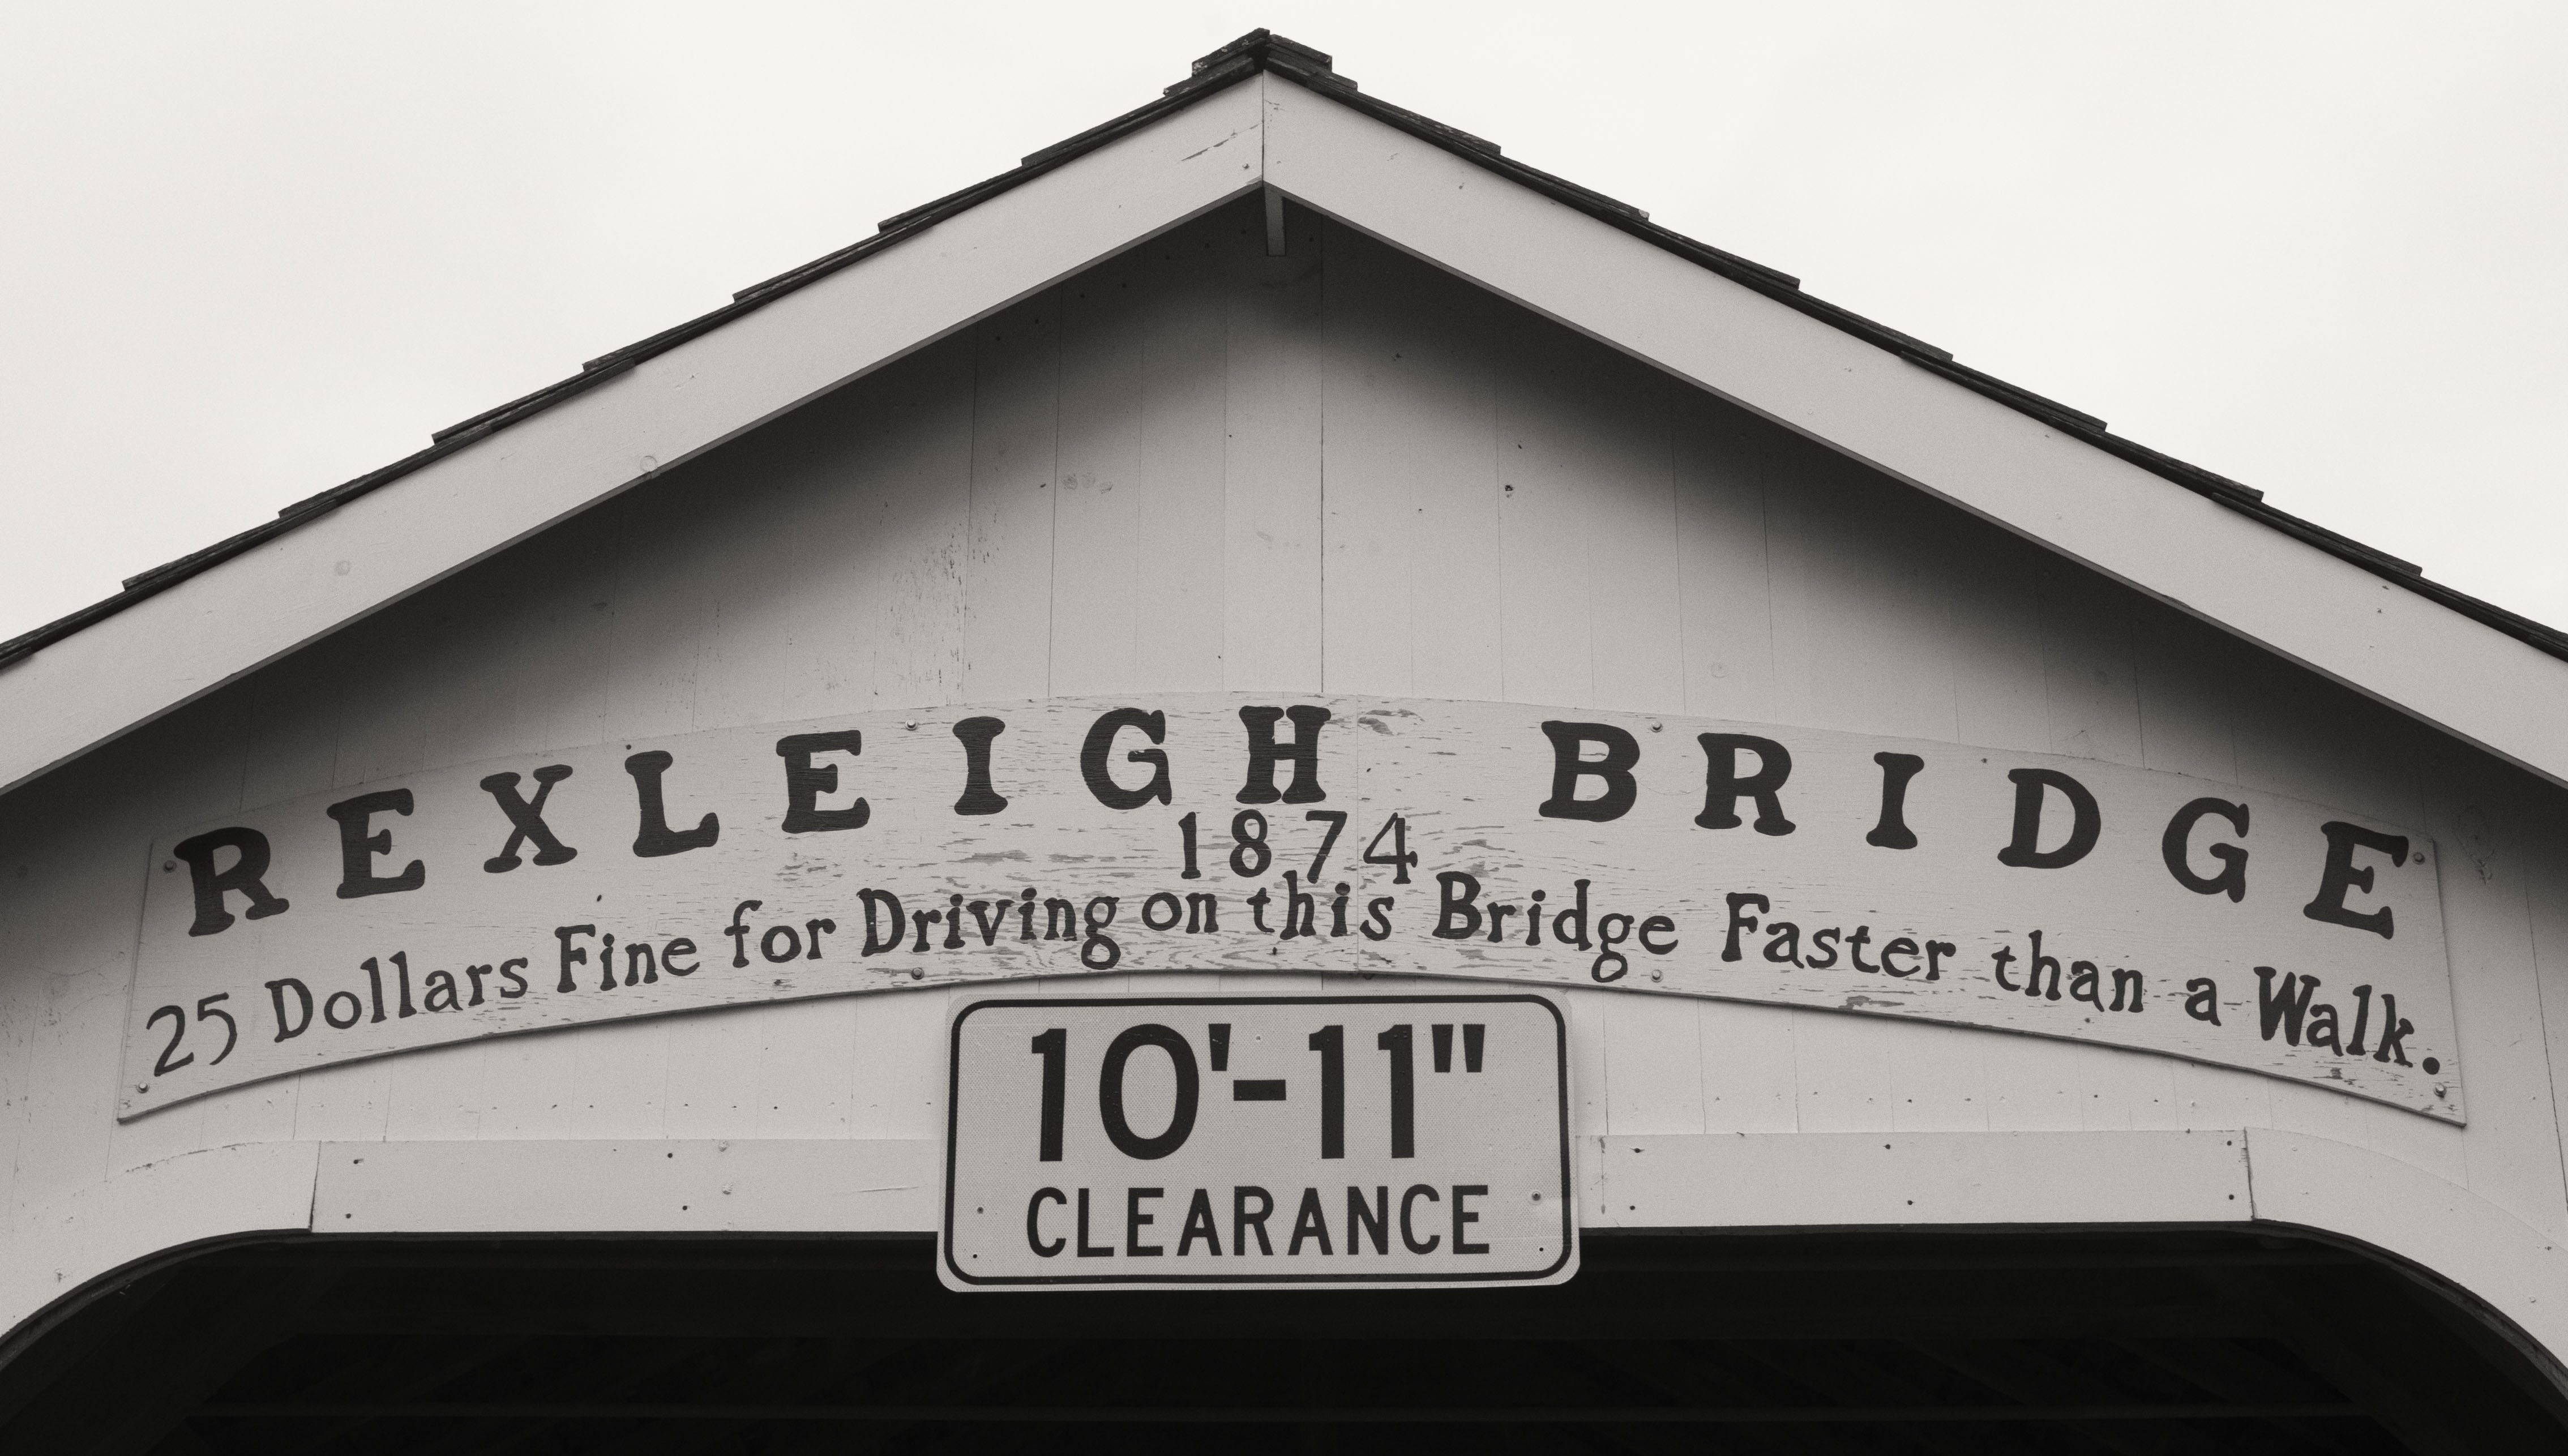 REXLEIGH BRIDGE
1874
25 Dollars Fine for Driving on this Bridge Faster than a Walk.
10'-11"
CLEARANCE